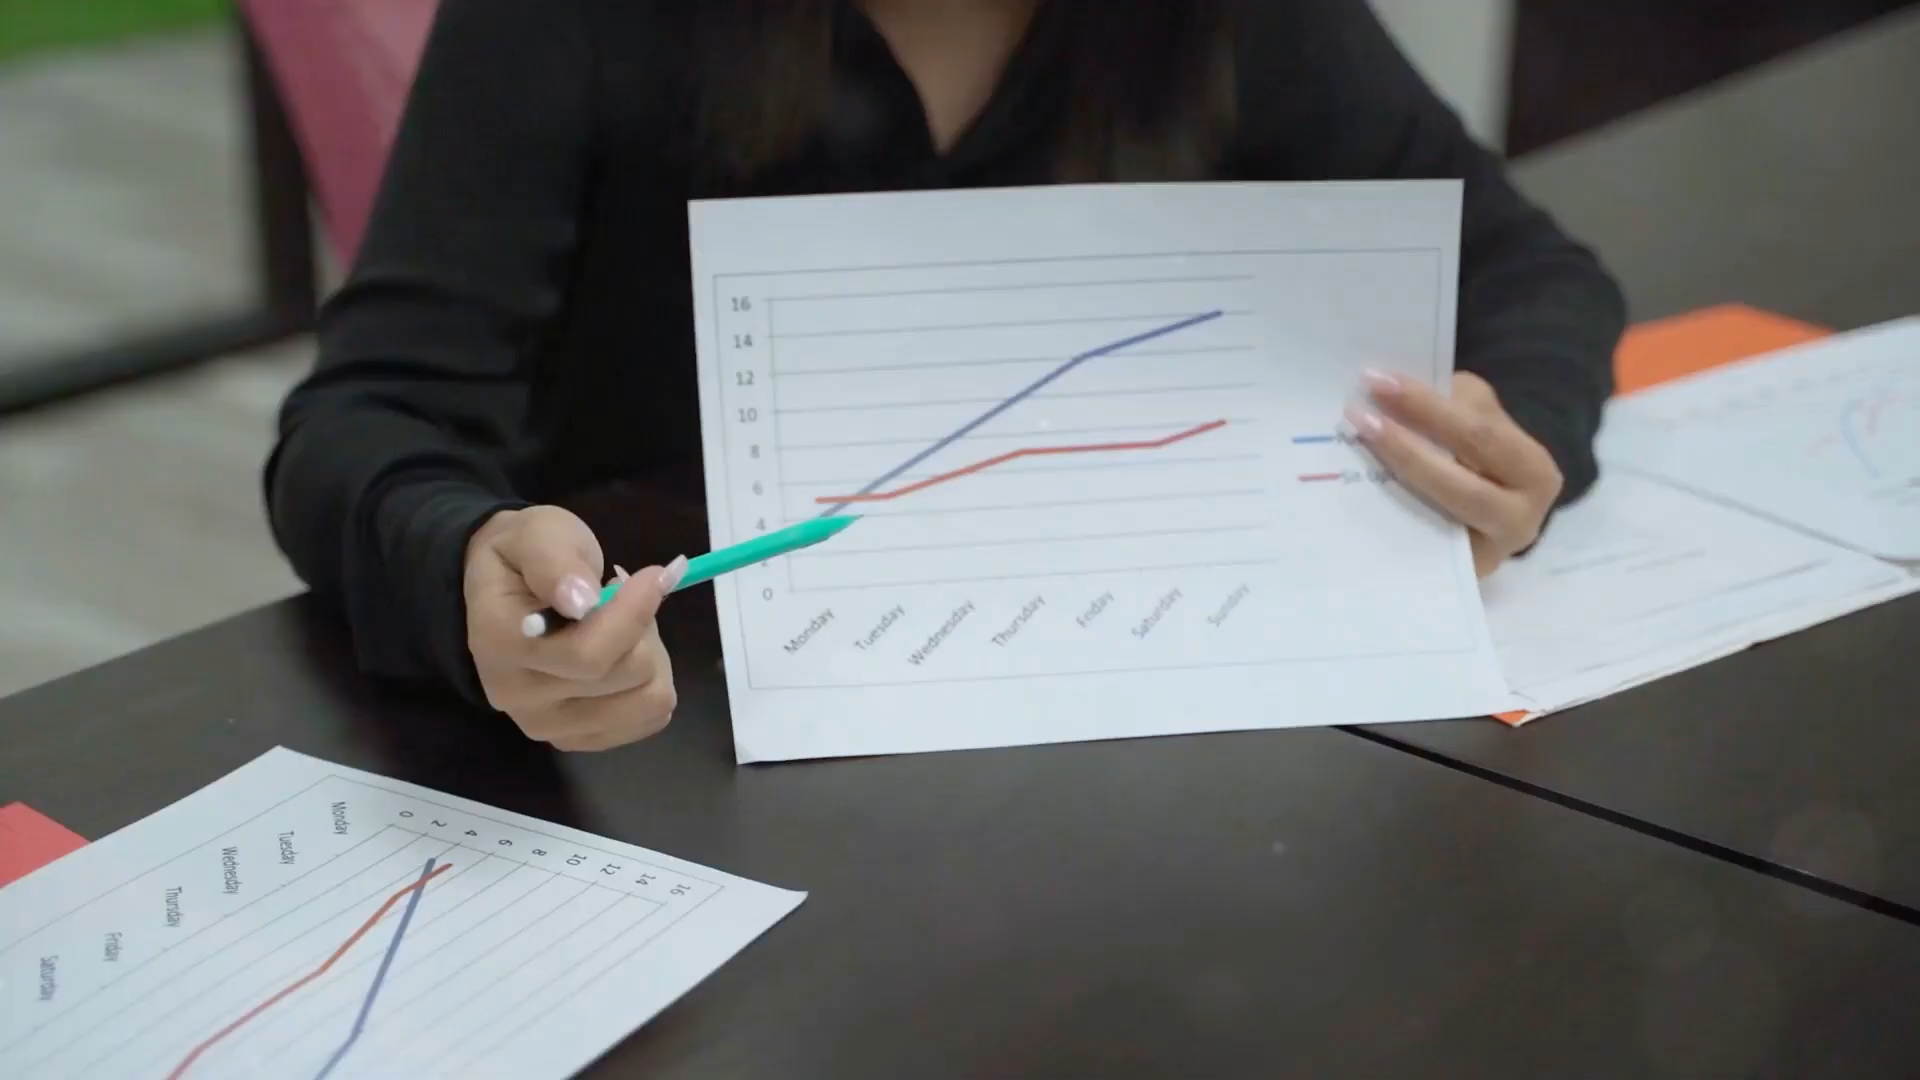 16
14
12
10
8
6
4
0
Monday Tuesday Wednesday Thursday Friday Saturday Sunday
0 2 4 6 8 10 12 14 16
Monday
Tuesday
Wednesday
Thursday
Friday
Saturday